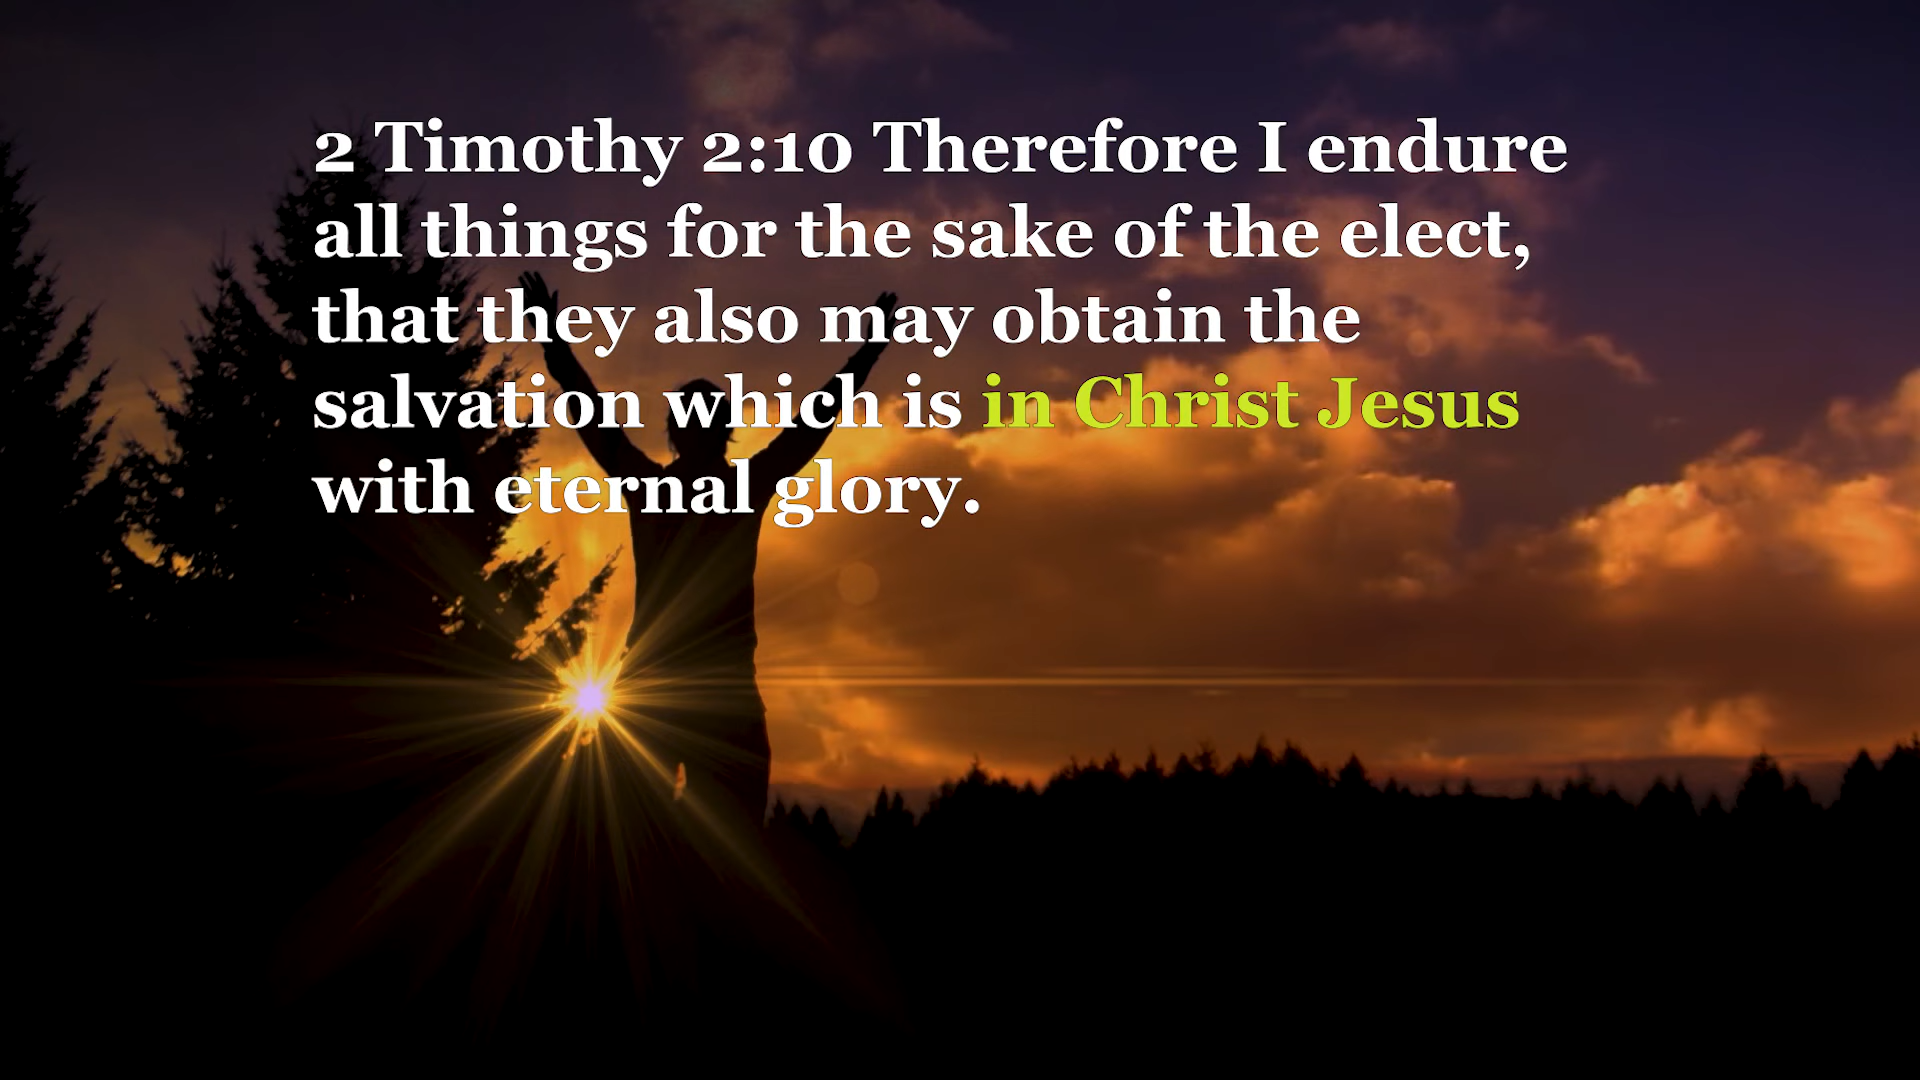 2 Timothy 2:10 Therefore I endure
all things for the sake of the elect,
that they also may obtain the
salvation which is in Christ Jesus
with eternal glory.